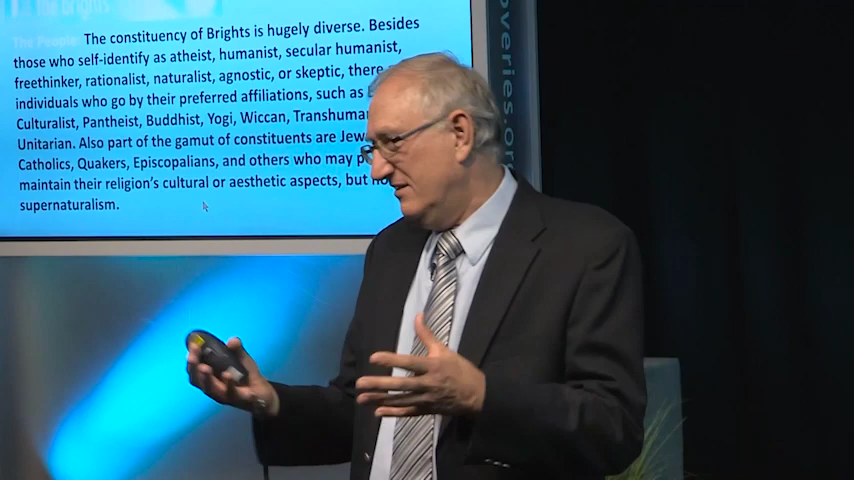 the Brights
The People: The constituency of Brights is hugely diverse. Besides
those who self-identify as atheist, humanist, secular humanist,
freethinker, rationalist, naturalist, agnostic, or skeptic, there
individuals who go by their preferred affiliations, such as
Culturalist, Pantheist, Buddhist, Yogi, Wiccan, Transhuman
Unitarian. Also part of the gamut of constituents are Jew
Catholics, Quakers, Episcopalians, and others who may p
maintain their religion's cultural or aesthetic aspects, but no
supernaturalism.
overies.or